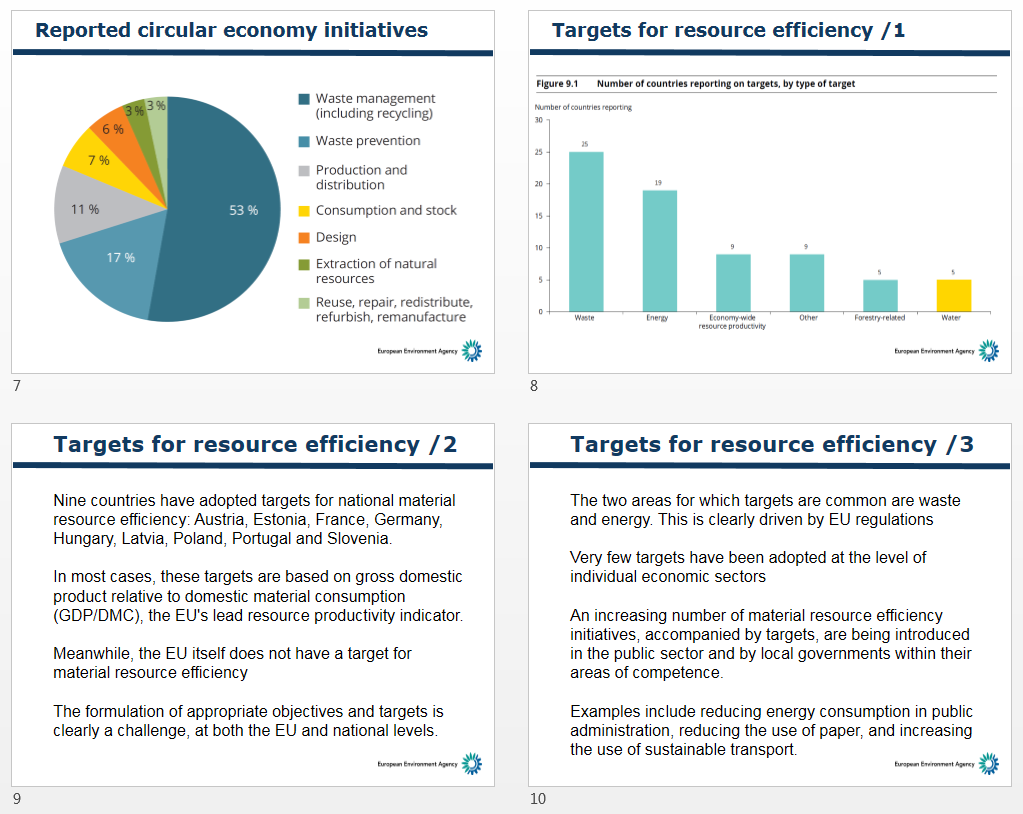 Reported circular economy initiatives
3 %
3 %
6 %
7 %
11 %
53 %
17 %
Waste management
(including recycling)
Waste prevention
Production and
distribution
Consumption and stock
Design
Extraction of natural
resources
Reuse, repair, redistribute,
refurbish, remanufacture
European Environment Agency
7
Targets for resource efficiency /1
Figure 9.1 Number of countries reporting on targets, by type of target
Number of countries reporting
30
25
20
15
10
5
0
25
19
9
9
5
5
Waste
Energy
Economy-wide
resource productivity
Other
Forestry-related
Water
European Environment Agency
8
Targets for resource efficiency /2
Nine countries have adopted targets for national material
resource efficiency: Austria, Estonia, France, Germany,
Hungary, Latvia, Poland, Portugal and Slovenia.
In most cases, these targets are based on gross domestic
product relative to domestic material consumption
(GDP/DMC), the EU's lead resource productivity indicator.
Meanwhile, the EU itself does not have a target for
material resource efficiency
The formulation of appropriate objectives and targets is
clearly a challenge, at both the EU and national levels.
European Environment Agency
9
Targets for resource efficiency /3
The two areas for which targets are common are waste
and energy. This is clearly driven by EU regulations
Very few targets have been adopted at the level of
individual economic sectors
An increasing number of material resource efficiency
initiatives, accompanied by targets, are being introduced
in the public sector and by local governments within their
areas of competence.
Examples include reducing energy consumption in public
administration, reducing the use of paper, and increasing
the use of sustainable transport.
European Environment Agency
10